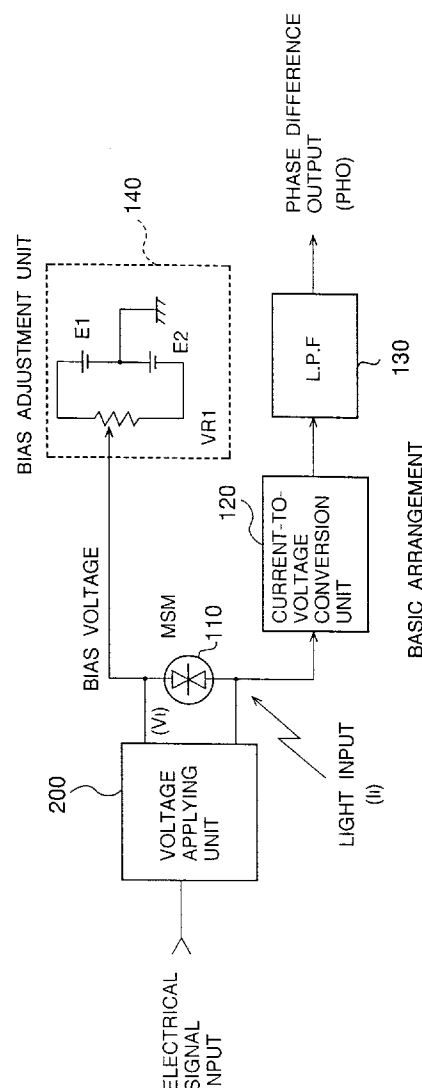 BIAS ADJUSTMENT UNIT
140
E1
E2
VR1
BIAS VOLTAGE
MSM
110
(Vi)
200
VOLTAGE
APPLYING
UNIT
ELECTRICAL
SIGNAL
INPUT
LIGHT INPUT
(Ii)
120
CURRENT-TO-
VOLTAGE
CONVERSION
UNIT
L.P.F
130
PHASE DIFFERENCE
OUTPUT
(PHO)
BASIC ARRANGEMENT